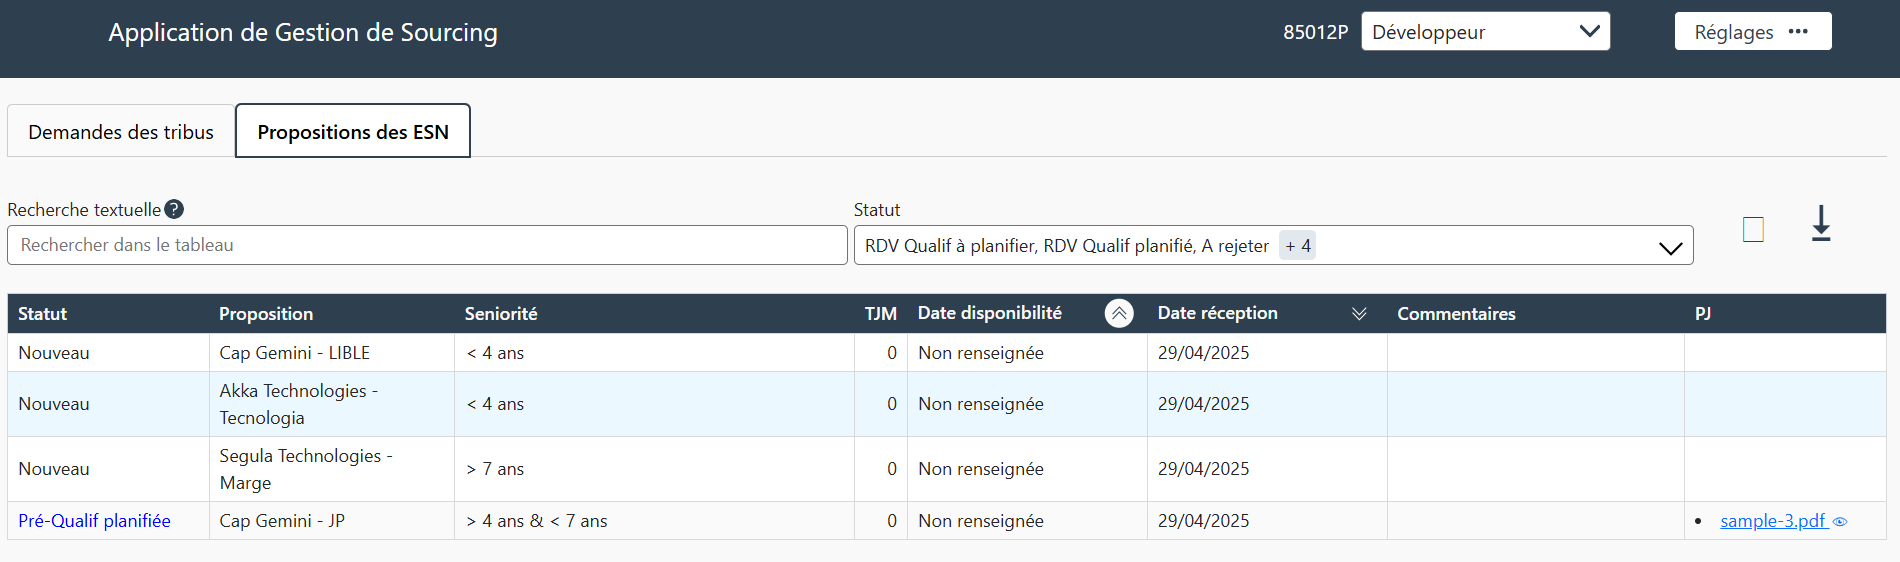 Application de Gestion de Sourcing
85012P
Développeur
Réglages •••
Demandes des tribus
Propositions des ESN
Recherche textuelle ?
Statut
Rechercher dans le tableau
RDV Qualif à planifier, RDV Qualif planifié, A rejeter + 4
Statut Proposition Seniorité TJM Date disponibilité Date réception Commentaires PJ
Nouveau Cap Gemini - LIBLE < 4 ans 0 Non renseignée 29/04/2025
Nouveau Akka Technologies - < 4 ans 0 Non renseignée 29/04/2025
Tecnologia
Nouveau Segula Technologies - > 7 ans 0 Non renseignée 29/04/2025
Marge
Pré-Qualif planifiée Cap Gemini - JP > 4 ans & < 7 ans 0 Non renseignée 29/04/2025 • sample-3.pdf